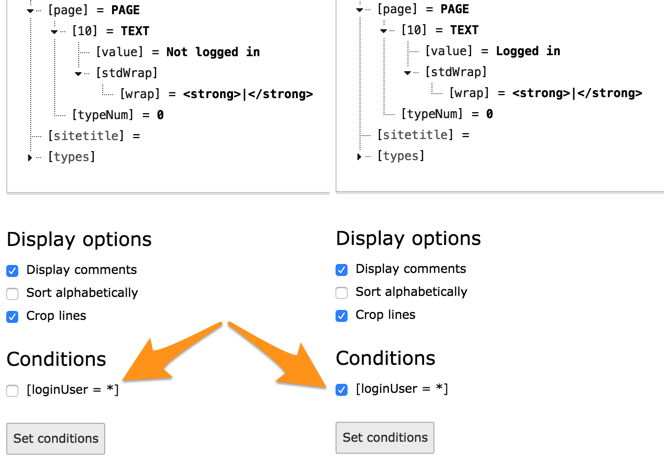 [page] = PAGE
[10] = TEXT
[value] = Not logged in
[stdWrap]
[wrap] = <strong>|</strong>
[typeNum] = 0
[sitetitle] =
[types]
Display options
Display comments
Sort alphabetically
Crop lines
Conditions
[loginUser = *]
Set conditions
[page] = PAGE
[10] = TEXT
[value] = Logged in
[stdWrap]
[wrap] = <strong>|</strong>
[typeNum] = 0
[sitetitle] =
[types]
Display options
Display comments
Sort alphabetically
Crop lines
Conditions
[loginUser = *]
Set conditions